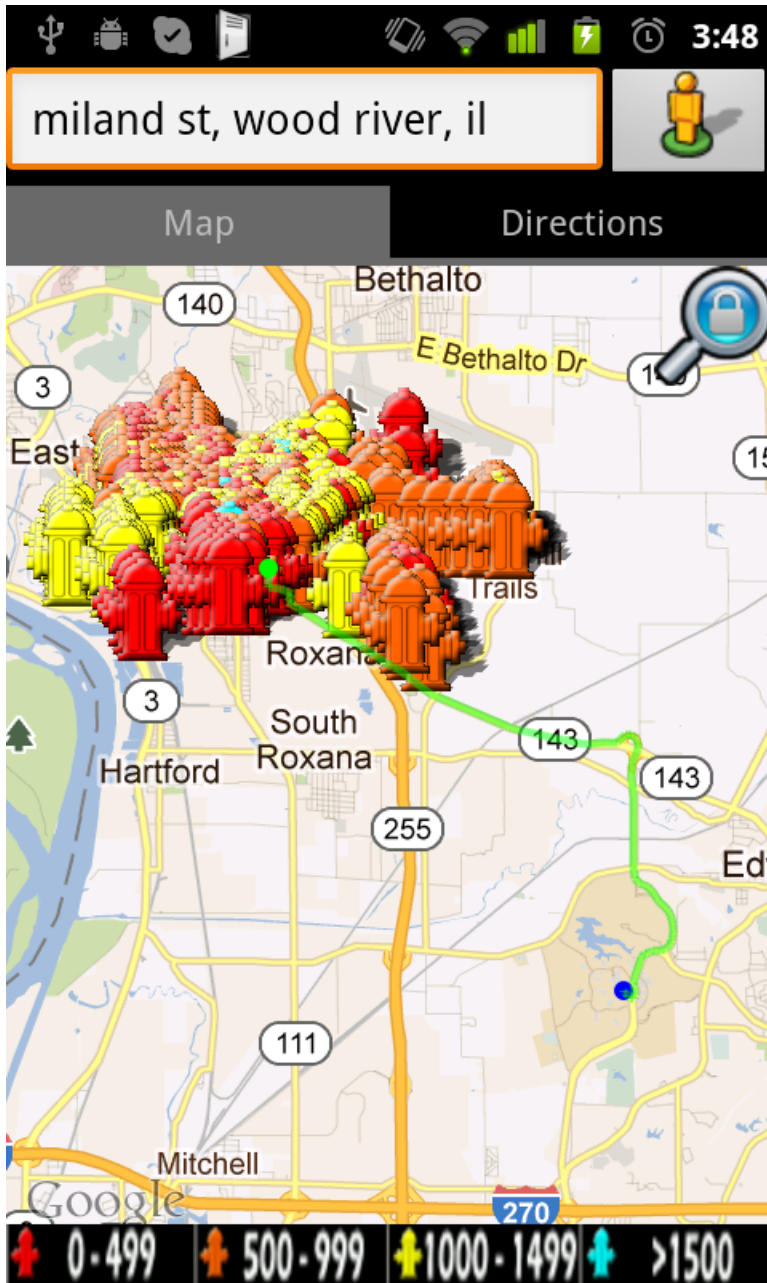 3:48
miland st, wood river, il
Map
Directions
Bethalto
140
E Bethalto Dr
3
East
Trails
Roxana
3
South
Roxana
143
Hartford
143
255
111
Mitchell
Google
270
0 - 499
500 - 999
1000 - 1499
>1500